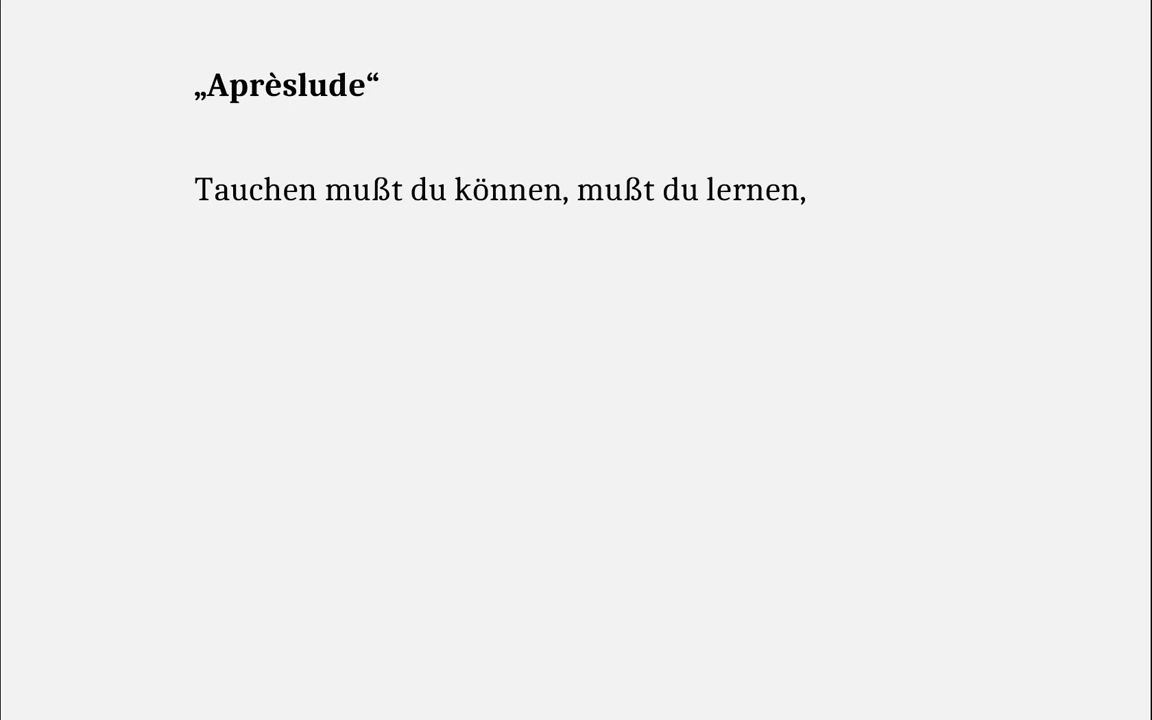 „Aprèslude“
Tauchen mußt du können, mußt du lernen,